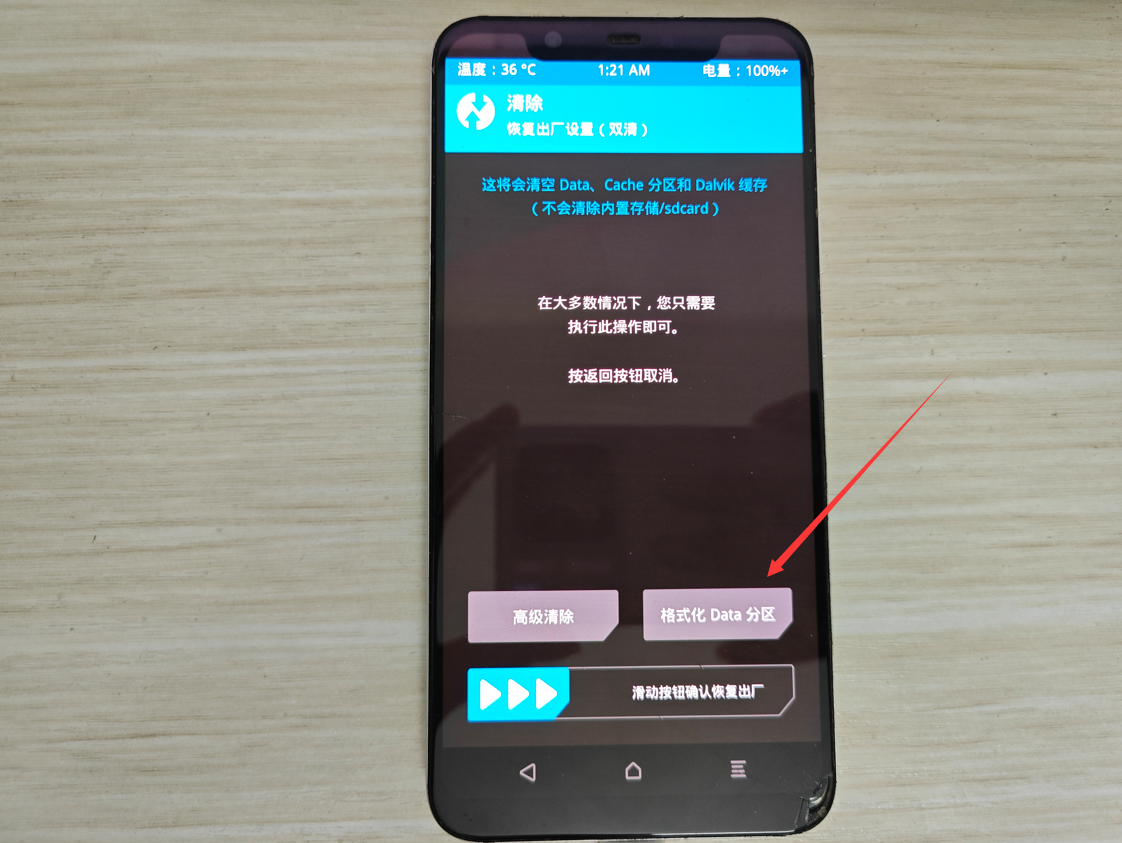 温度：36 °C 1:21 AM 电量：100%+
清除
恢复出厂设置（双清）
这将会清空 Data、Cache 分区和 Dalvik 缓存
（不会清除内置存储/sdcard）
在大多数情况下，您只需要
执行此操作即可。
按返回按钮取消。
高级清除 格式化 Data 分区
滑动按钮确认恢复出厂